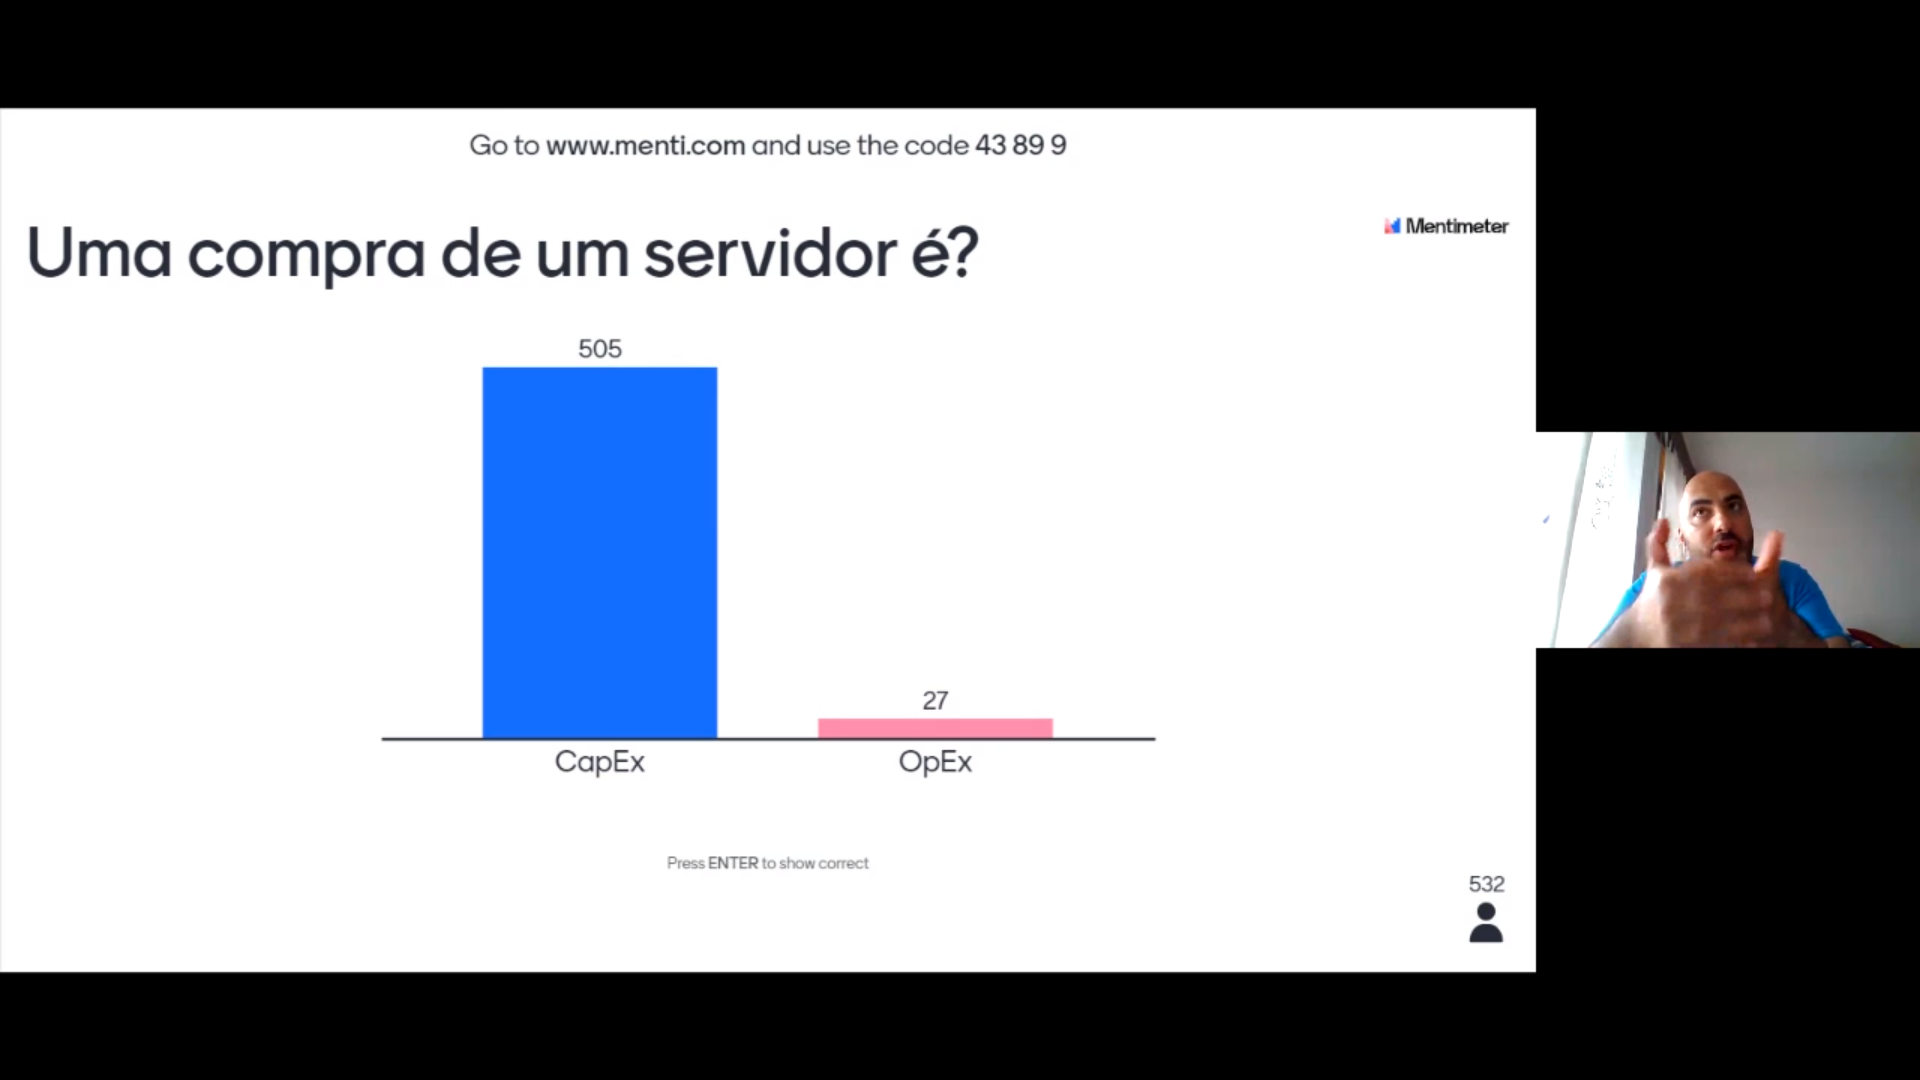 Go to www.menti.com and use the code 43 89 9
Uma compra de um servidor é?
Mentimeter
505
27
CapEx
OpEx
Press ENTER to show correct
532